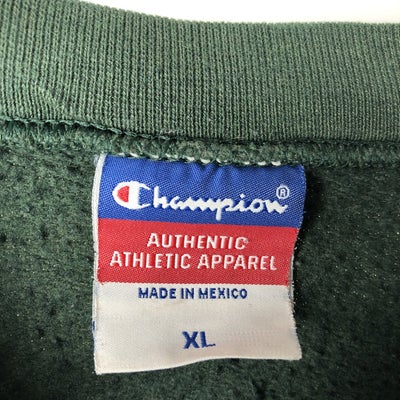 Champion®
AUTHENTIC
ATHLETIC APPAREL
MADE IN MEXICO
XL